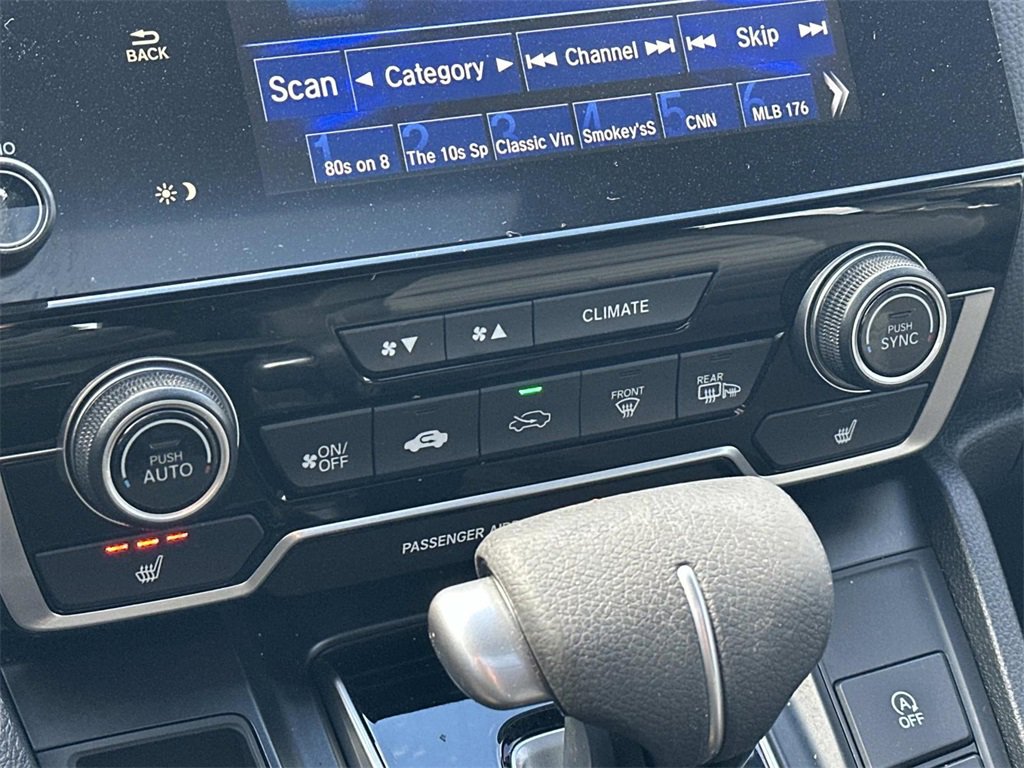 BACK
Scan
Category
Channel
Skip
1 80s on 8
2 The 10s Sp
3 Classic Vin
4 Smokey'sS
5 CNN
6 MLB 176
CLIMATE
PUSH
SYNC
PUSH
AUTO
ON/
OFF
FRONT
REAR
PASSENGER
A
OFF